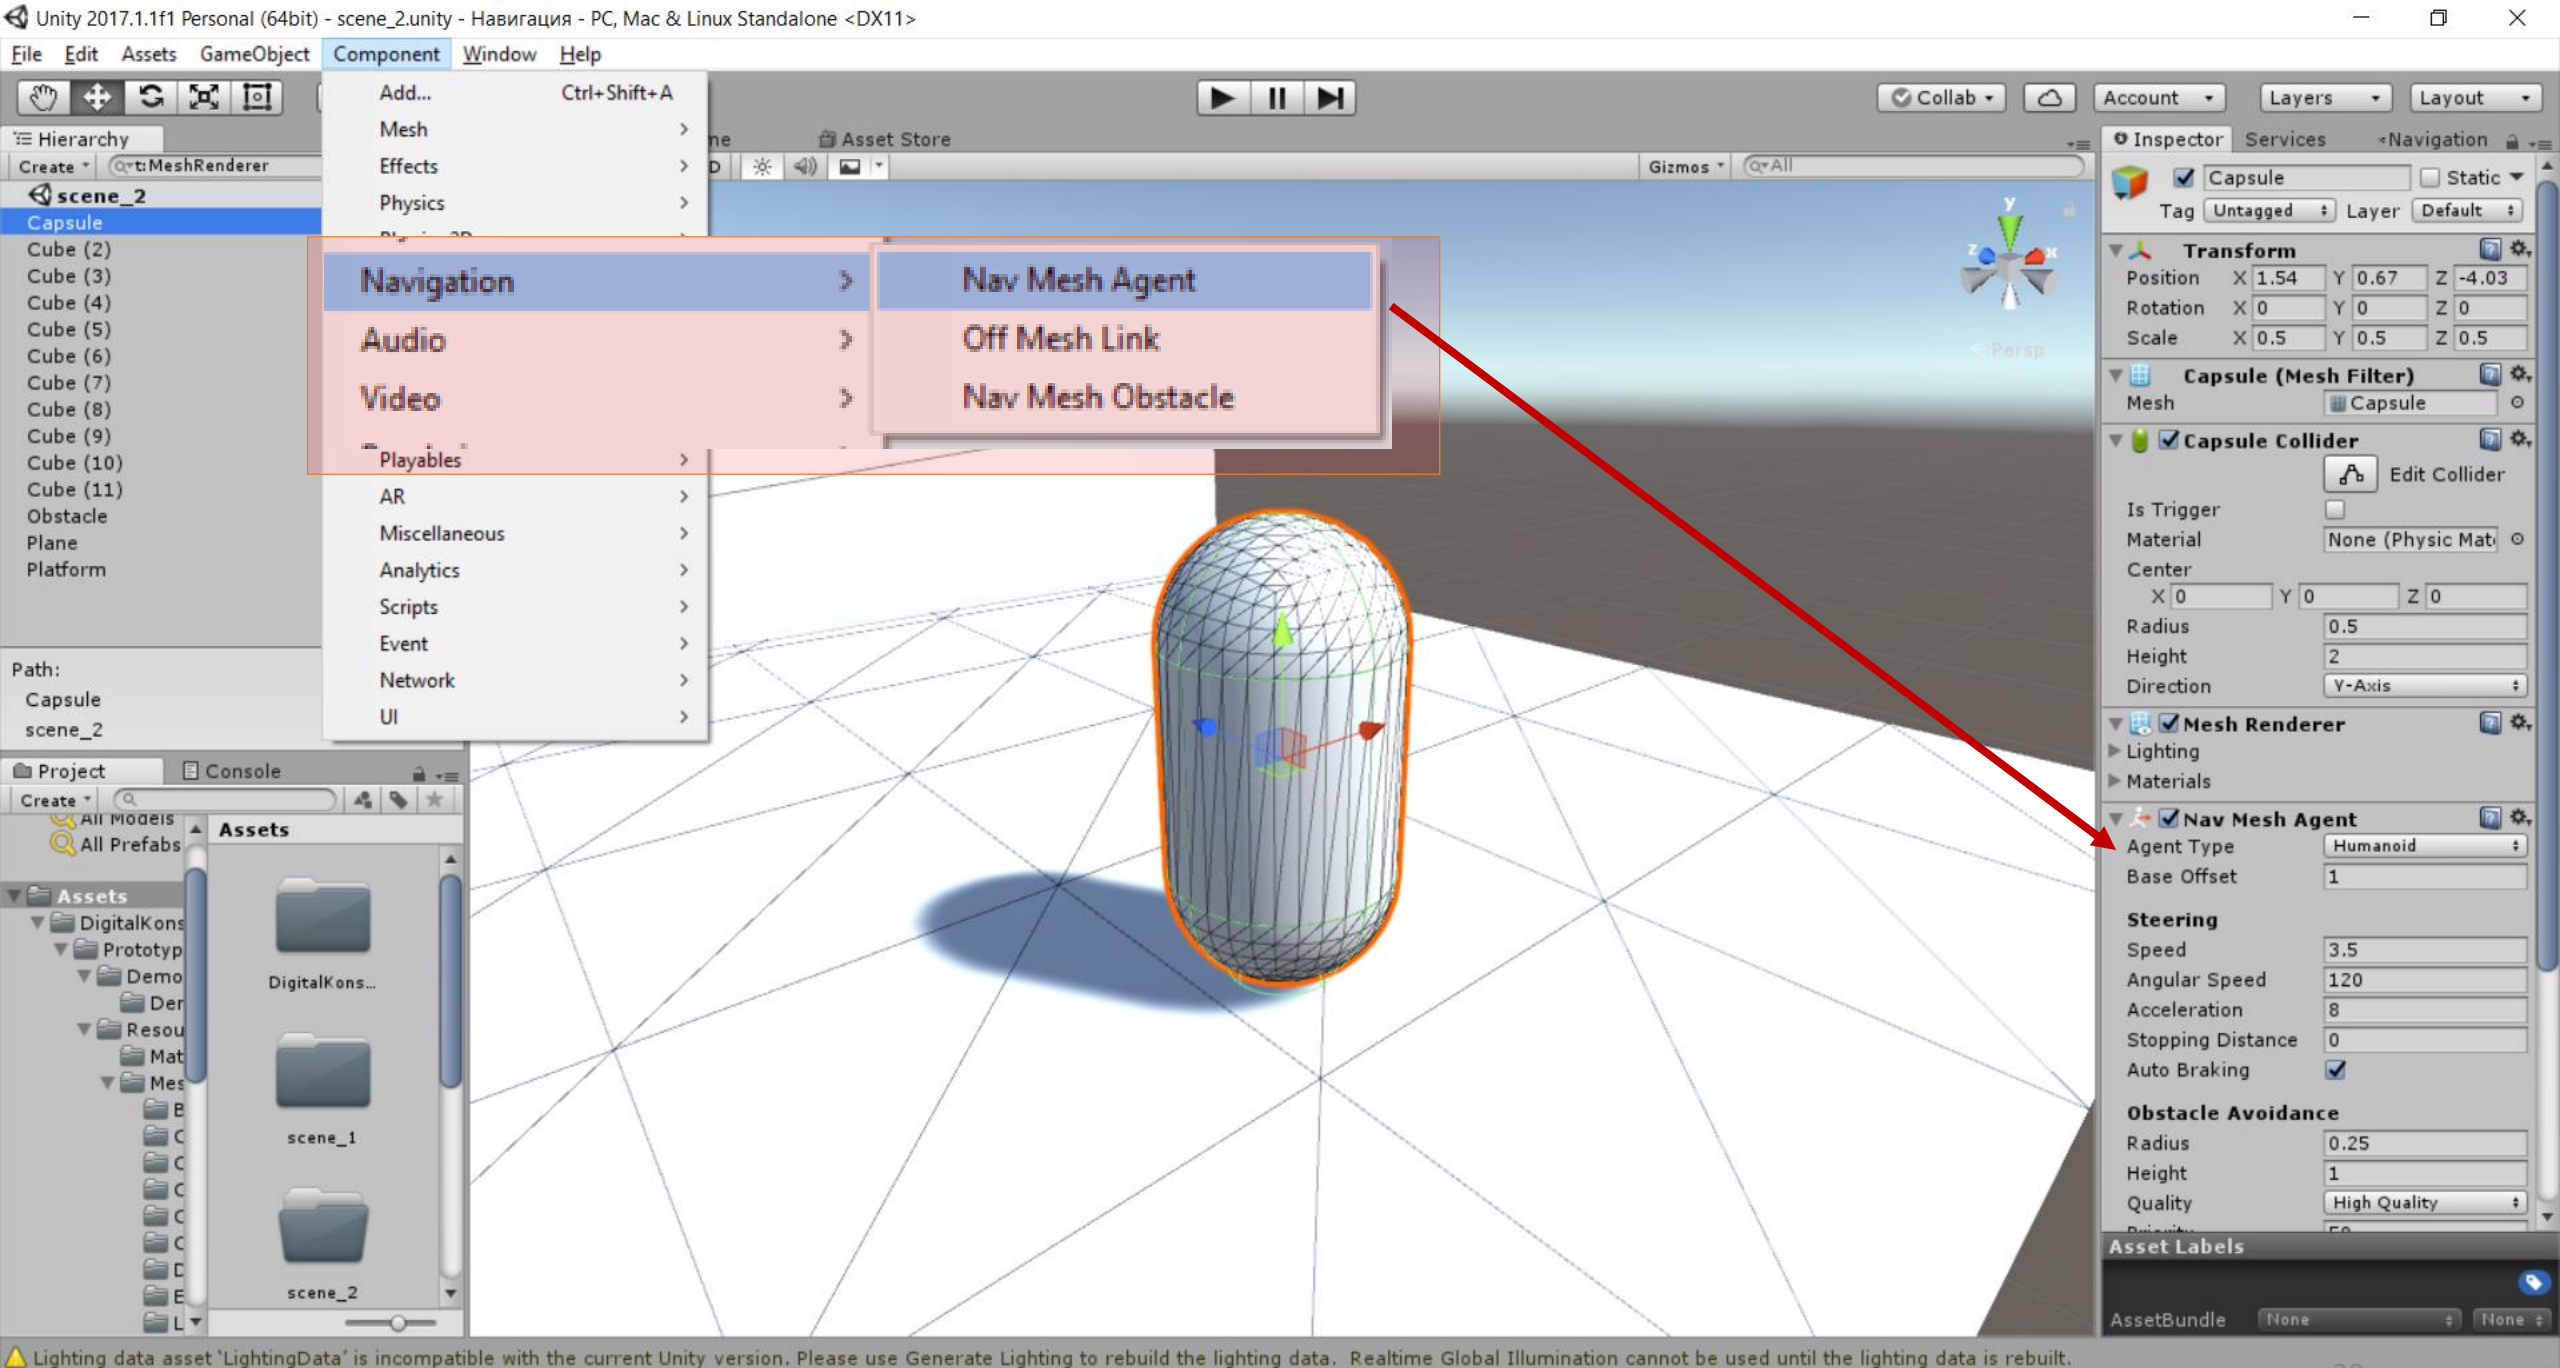 Unity 2017.1.1f1 Personal (64bit) - scene_2.unity - Навигация - PC, Mac & Linux Standalone <DX11>
File Edit Assets GameObject Component Window Help
Collab Account Layers Layout
Add... Ctrl+Shift+A
Mesh
Effects
Physics
Navigation
Audio
Video
Playables
AR
Miscellaneous
Analytics
Scripts
Event
Network
UI
Nav Mesh Agent
Off Mesh Link
Nav Mesh Obstacle
Hierarchy
Create t:MeshRenderer
scene_2
Capsule
Cube (2)
Cube (3)
Cube (4)
Cube (5)
Cube (6)
Cube (7)
Cube (8)
Cube (9)
Cube (10)
Cube (11)
Obstacle
Plane
Platform
Path:
Capsule
scene_2
Asset Store
Gizmos All
y
z x
Persp
Project Console
Create
All Models
All Prefabs
Assets
DigitalKons
Prototyp
Demo
Der
Resou
Mat
Mes
B
C
C
C
C
C
D
E
L
Assets
DigitalKons...
scene_1
scene_2
Inspector Services Navigation
Capsule Static
Tag Untagged Layer Default
Transform
Position X 1.54 Y 0.67 Z -4.03
Rotation X 0 Y 0 Z 0
Scale X 0.5 Y 0.5 Z 0.5
Capsule (Mesh Filter)
Mesh Capsule
Capsule Collider
Edit Collider
Is Trigger
Material None (Physic Mat
Center
X 0 Y 0 Z 0
Radius 0.5
Height 2
Direction Y-Axis
Mesh Renderer
Lighting
Materials
Nav Mesh Agent
Agent Type Humanoid
Base Offset 1
Steering
Speed 3.5
Angular Speed 120
Acceleration 8
Stopping Distance 0
Auto Braking
Obstacle Avoidance
Radius 0.25
Height 1
Quality High Quality
Asset Labels
AssetBundle None None
Lighting data asset 'LightingData' is incompatible with the current Unity version. Please use Generate Lighting to rebuild the lighting data. Realtime Global Illumination cannot be used until the lighting data is rebuilt.